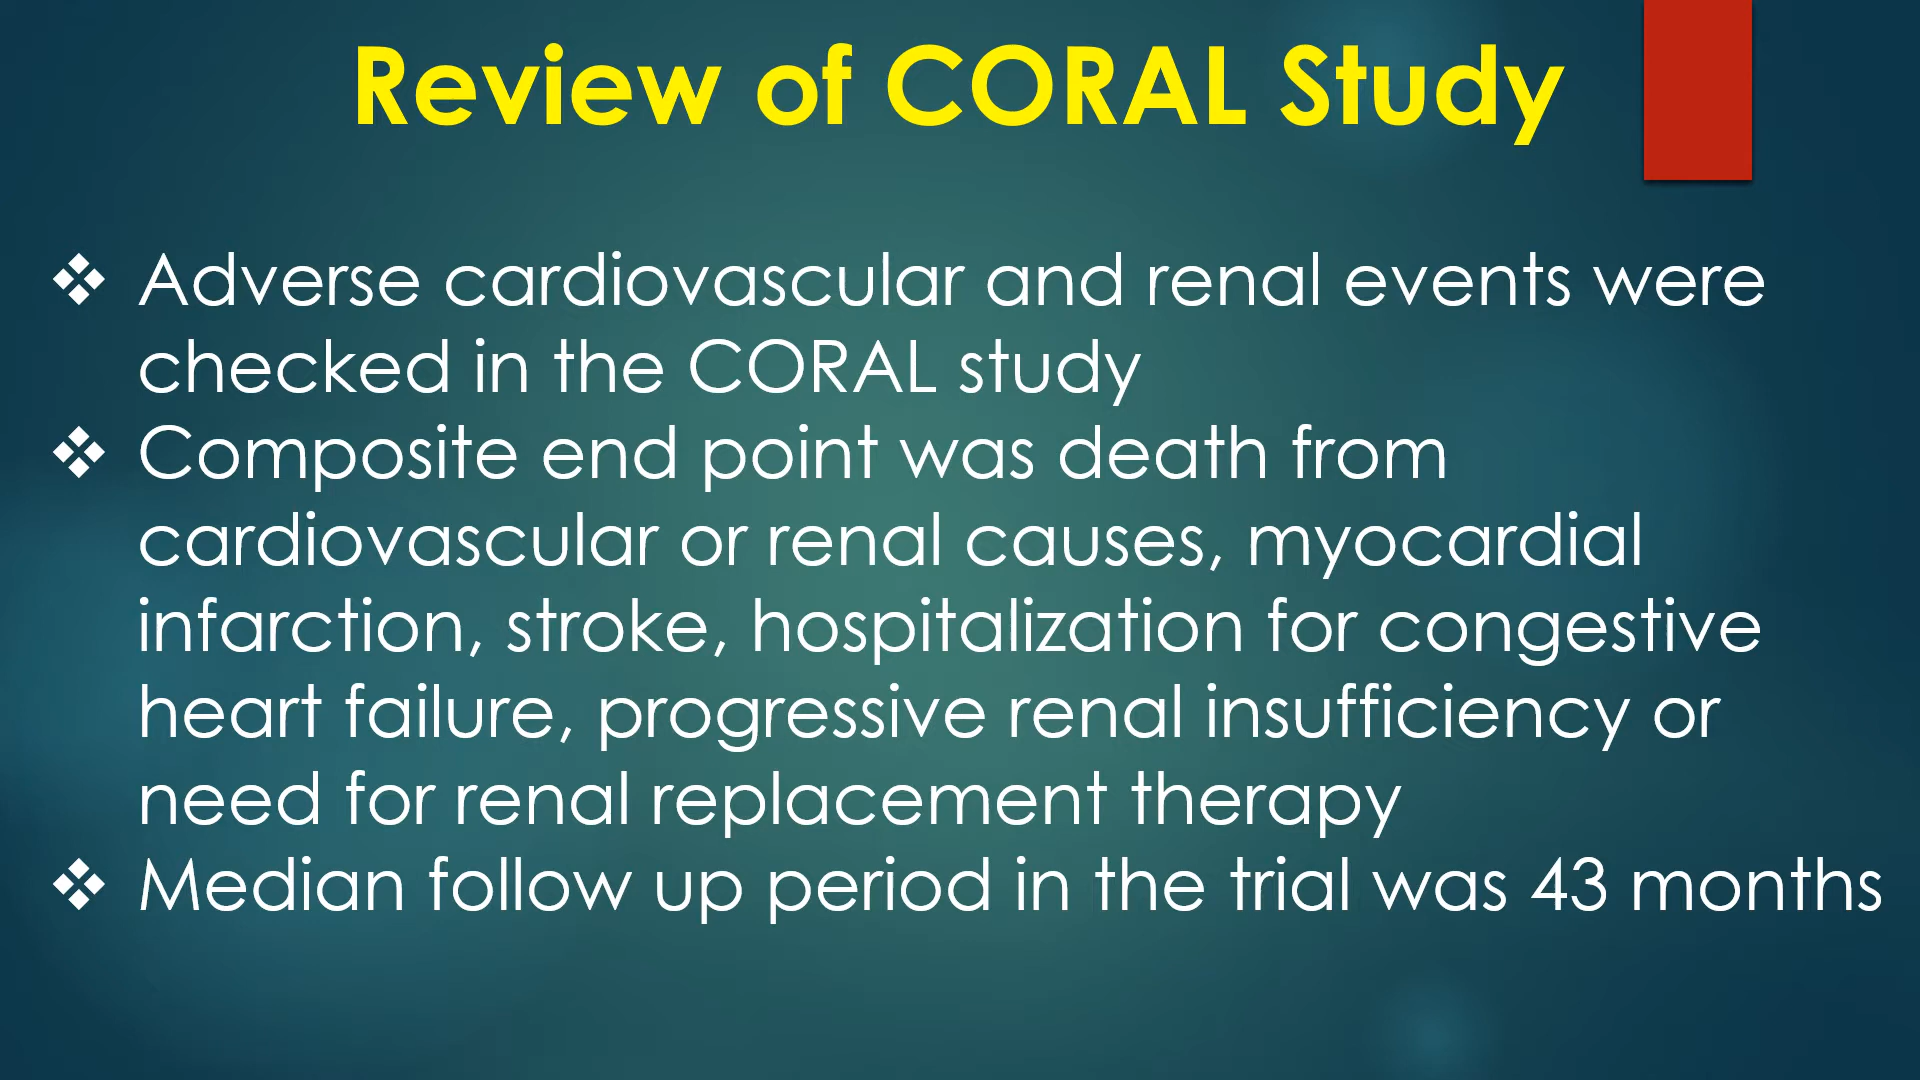 Review of CORAL Study
❖ Adverse cardiovascular and renal events were
checked in the CORAL study
❖ Composite end point was death from
cardiovascular or renal causes, myocardial
infarction, stroke, hospitalization for congestive
heart failure, progressive renal insufficiency or
need for renal replacement therapy
❖ Median follow up period in the trial was 43 months